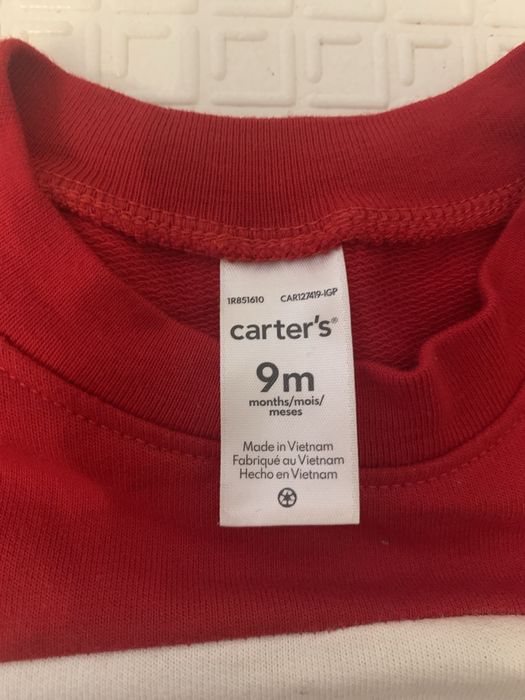 1R851610 CAR127419-IGP
carter's®
9m
months/mois/
meses
Made in Vietnam
Fabriqué au Vietnam
Hecho en Vietnam